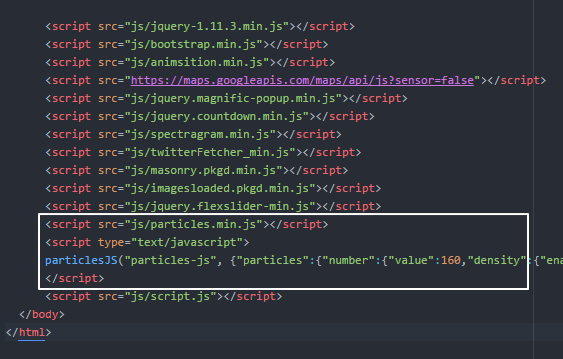 <script src="js/jquery-1.11.3.min.js"></script>
<script src="js/bootstrap.min.js"></script>
<script src="js/animsition.min.js"></script>
<script src="https://maps.googleapis.com/maps/api/js?sensor=false"></script>
<script src="js/jquery.magnific-popup.min.js"></script>
<script src="js/jquery.countdown.min.js"></script>
<script src="js/spectragram.min.js"></script>
<script src="js/twitterFetcher_min.js"></script>
<script src="js/masonry.pkgd.min.js"></script>
<script src="js/imagesloaded.pkgd.min.js"></script>
<script src="js/jquery.flexslider-min.js"></script>
<script src="js/particles.min.js"></script>
<script type="text/javascript">
particlesJS("particles-js", {"particles":{"number":{"value":160,"density":{"ena
</script>
<script src="js/script.js"></script>
</body>
</html>